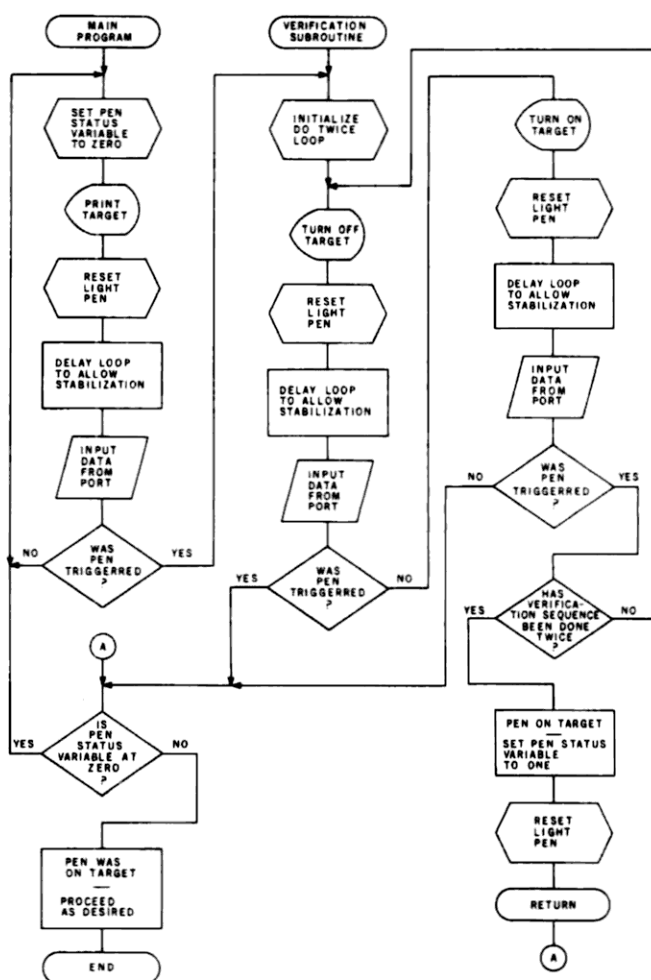 MAIN
PROGRAM
SET PEN
STATUS
VARIABLE
TO ZERO
PRINT
TARGET
RESET
LIGHT
PEN
DELAY LOOP
TO ALLOW
STABILIZATION
INPUT
DATA
FROM
PORT
NO
WAS
PEN
TRIGGERRED
?
YES
A
YES
IS
PEN
STATUS
VARIABLE AT
ZERO
?
NO
PEN WAS
ON TARGET
—
PROCEED
AS DESIRED
END
VERIFICATION
SUBROUTINE
INITIALIZE
DO TWICE
LOOP
TURN OFF
TARGET
RESET
LIGHT
PEN
DELAY LOOP
TO ALLOW
STABILIZATION
INPUT
DATA
FROM
PORT
YES
WAS
PEN
TRIGGERRED
?
NO
TURN ON
TARGET
RESET
LIGHT
PEN
DELAY LOOP
TO ALLOW
STABILIZATION
INPUT
DATA
FROM
PORT
NO
WAS
PEN
TRIGGERRED
?
YES
YES
HAS
VERIFICA-
TION SEQUENCE
BEEN DONE
TWICE
?
NO
PEN ON TARGET
—
SET PEN STATUS
VARIABLE
TO ONE
RESET
LIGHT
PEN
RETURN
A